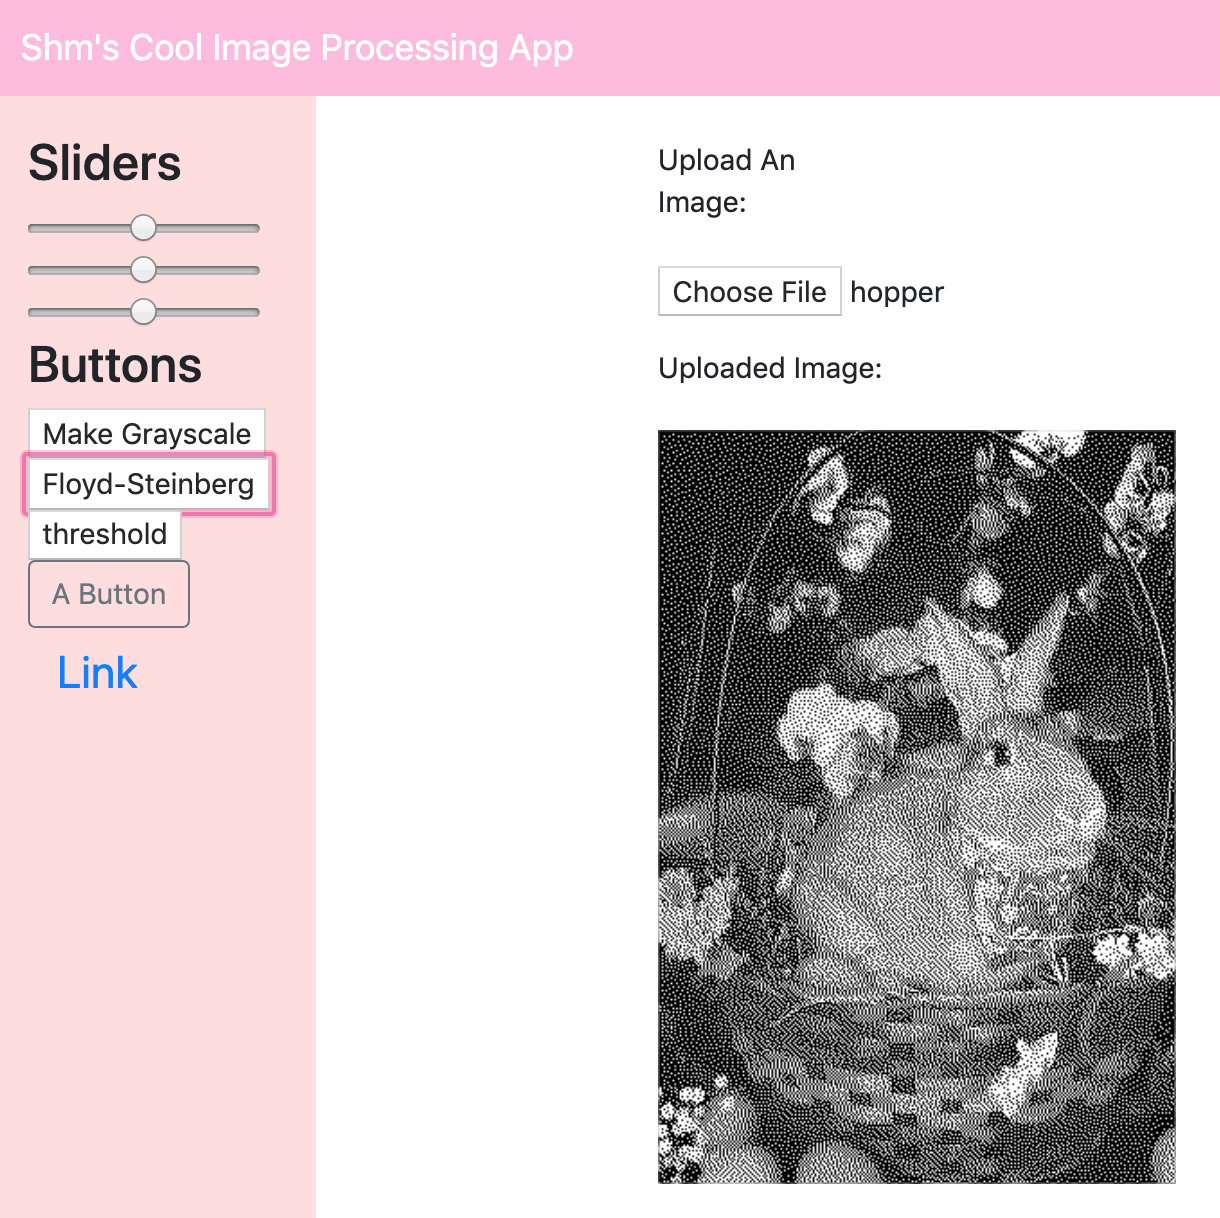 Shm's Cool Image Processing App
Sliders
Buttons
Make Grayscale
Floyd-Steinberg
threshold
A Button
Link
Upload An
Image:
Choose File hopper
Uploaded Image: